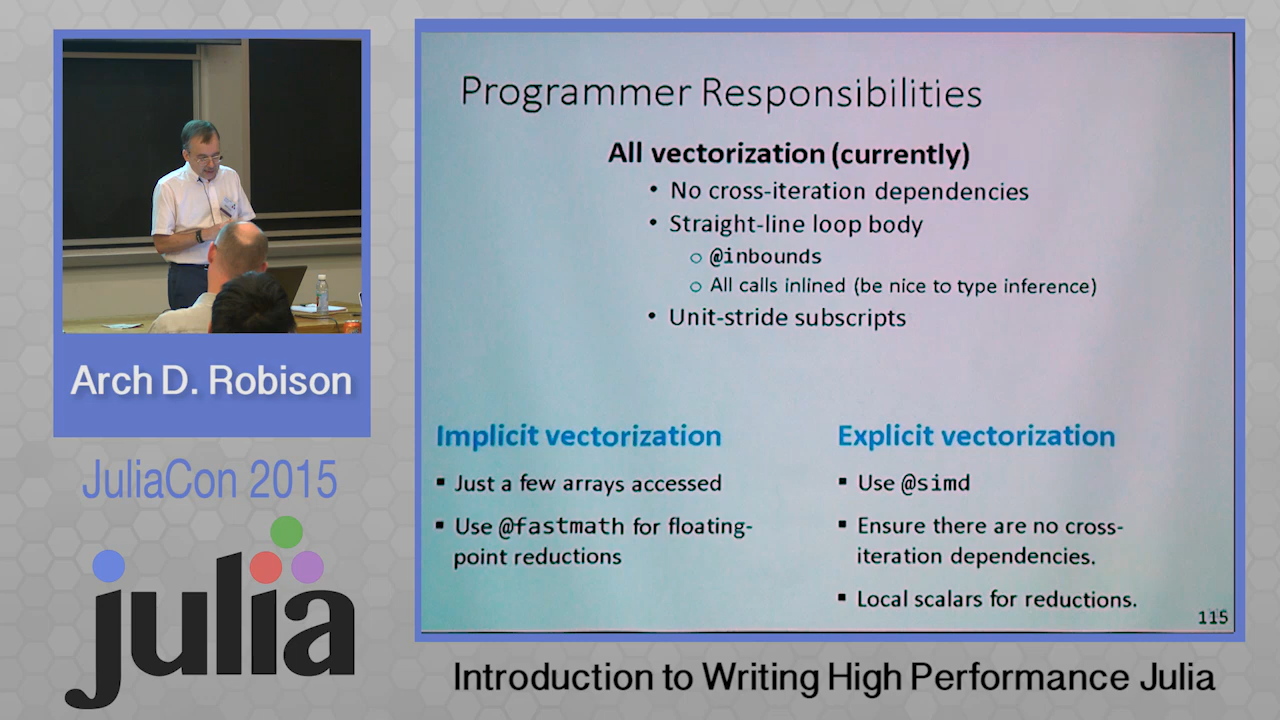 Programmer Responsibilities
All vectorization (currently)
• No cross-iteration dependencies
• Straight-line loop body
○ @inbounds
○ All calls inlined (be nice to type inference)
• Unit-stride subscripts
Implicit vectorization
▪ Just a few arrays accessed
▪ Use @fastmath for floating-
point reductions
Explicit vectorization
▪ Use @simd
▪ Ensure there are no cross-
iteration dependencies.
▪ Local scalars for reductions.
115
Arch D. Robison
JuliaCon 2015
julia
Introduction to Writing High Performance Julia